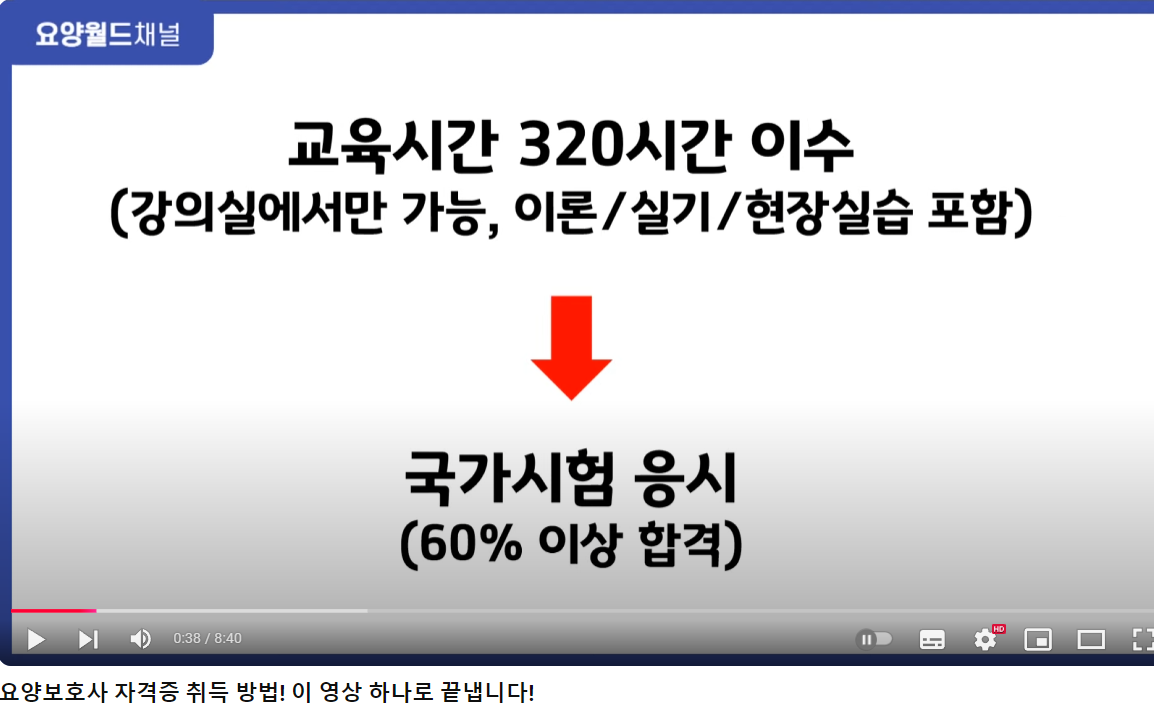 요양월드채널
교육시간 320시간 이수
(강의실에서만 가능, 이론/실기/현장실습 포함)
국가시험 응시
(60% 이상 합격)
0:38 / 8:40
HD
요양보호사 자격증 취득 방법! 이 영상 하나로 끝냅니다!